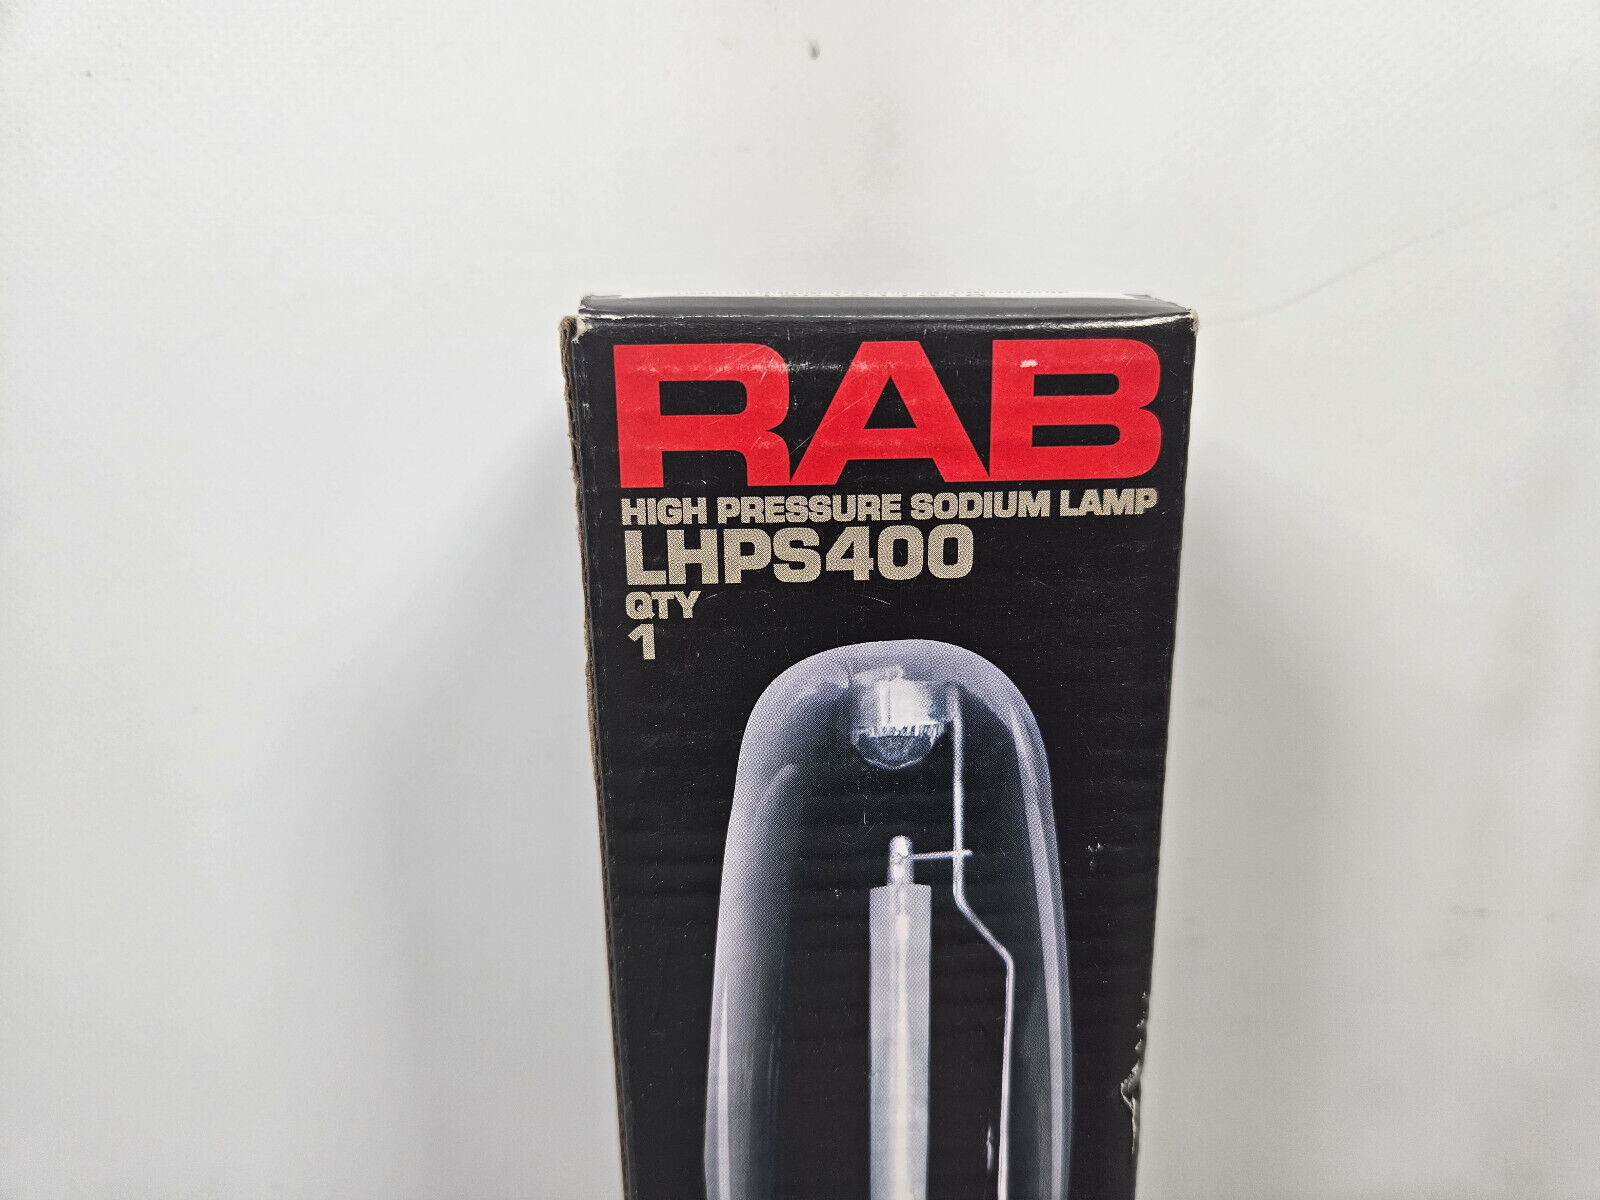 RAB
HIGH PRESSURE SODIUM LAMP
LHPS400
QTY
1